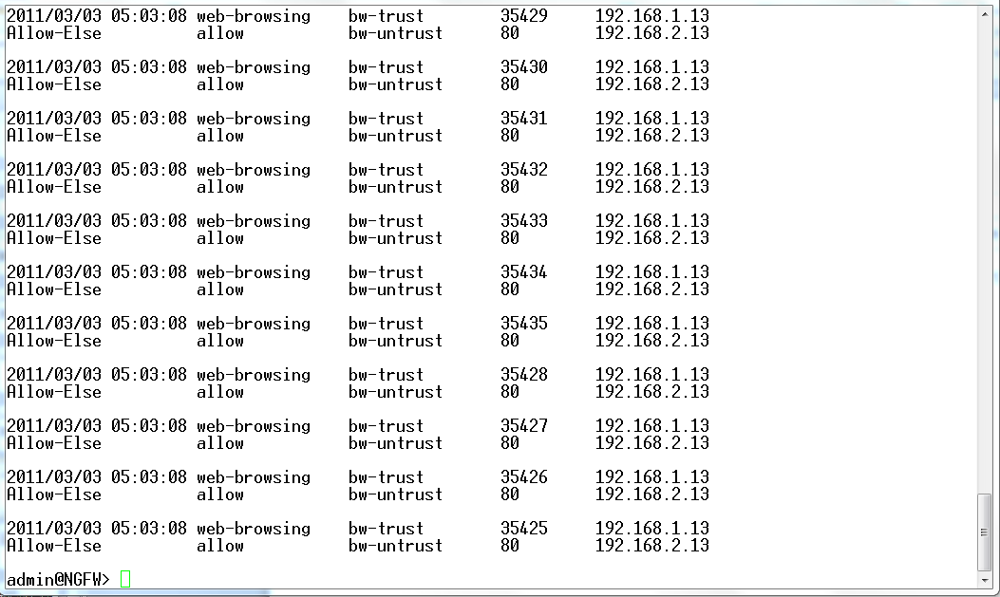 2011/03/03 05:03:08 web-browsing bw-trust 35429 192.168.1.13
Allow-Else allow bw-untrust 80 192.168.2.13
2011/03/03 05:03:08 web-browsing bw-trust 35430 192.168.1.13
Allow-Else allow bw-untrust 80 192.168.2.13
2011/03/03 05:03:08 web-browsing bw-trust 35431 192.168.1.13
Allow-Else allow bw-untrust 80 192.168.2.13
2011/03/03 05:03:08 web-browsing bw-trust 35432 192.168.1.13
Allow-Else allow bw-untrust 80 192.168.2.13
2011/03/03 05:03:08 web-browsing bw-trust 35433 192.168.1.13
Allow-Else allow bw-untrust 80 192.168.2.13
2011/03/03 05:03:08 web-browsing bw-trust 35434 192.168.1.13
Allow-Else allow bw-untrust 80 192.168.2.13
2011/03/03 05:03:08 web-browsing bw-trust 35435 192.168.1.13
Allow-Else allow bw-untrust 80 192.168.2.13
2011/03/03 05:03:08 web-browsing bw-trust 35428 192.168.1.13
Allow-Else allow bw-untrust 80 192.168.2.13
2011/03/03 05:03:08 web-browsing bw-trust 35427 192.168.1.13
Allow-Else allow bw-untrust 80 192.168.2.13
2011/03/03 05:03:08 web-browsing bw-trust 35426 192.168.1.13
Allow-Else allow bw-untrust 80 192.168.2.13
2011/03/03 05:03:08 web-browsing bw-trust 35425 192.168.1.13
Allow-Else allow bw-untrust 80 192.168.2.13
admin@NGFW>